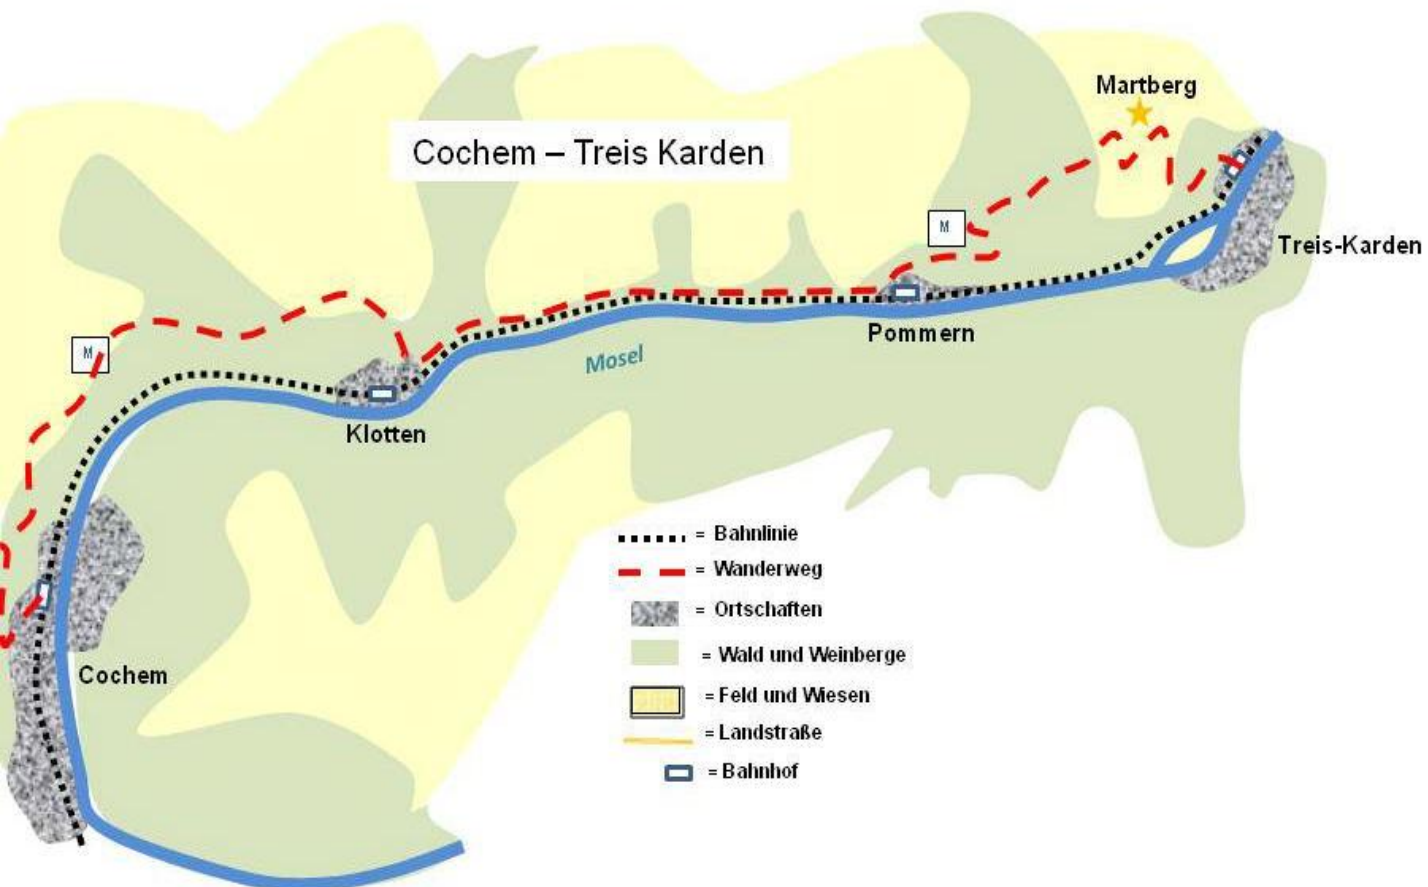 Martberg
Cochem – Treis Karden
M
Treis-Karden
Pommern
M
Mosel
Klotten
= Bahnlinie
= Wanderweg
= Ortschaften
= Wald und Weinberge
Cochem
= Feld und Wiesen
= Landstraße
= Bahnhof